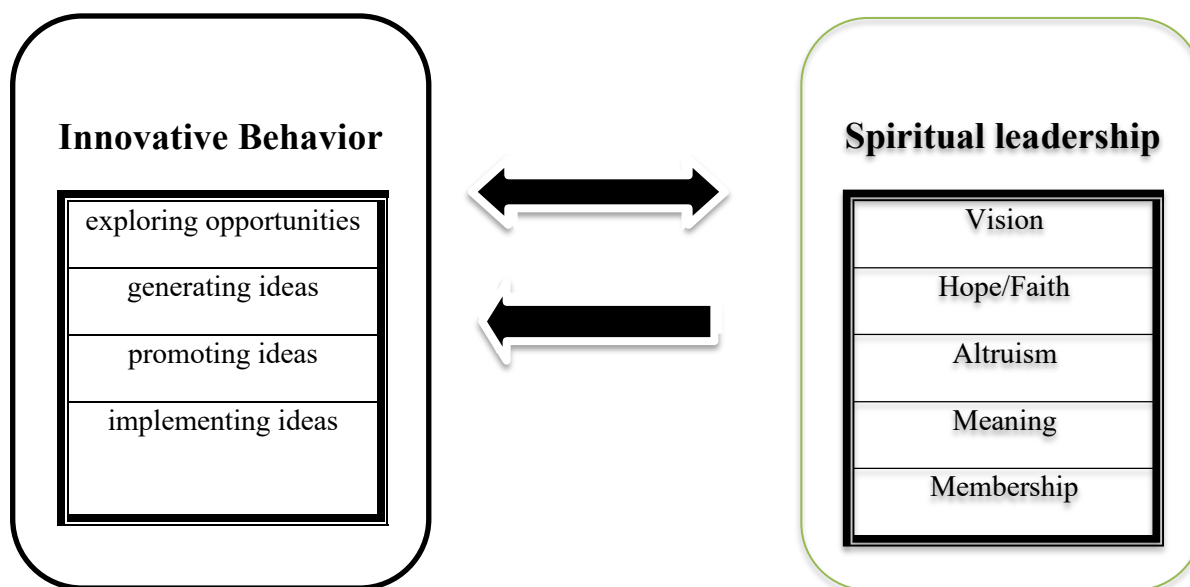 Innovative Behavior
exploring opportunities
generating ideas
promoting ideas
implementing ideas
Spiritual leadership
Vision
Hope/Faith
Altruism
Meaning
Membership